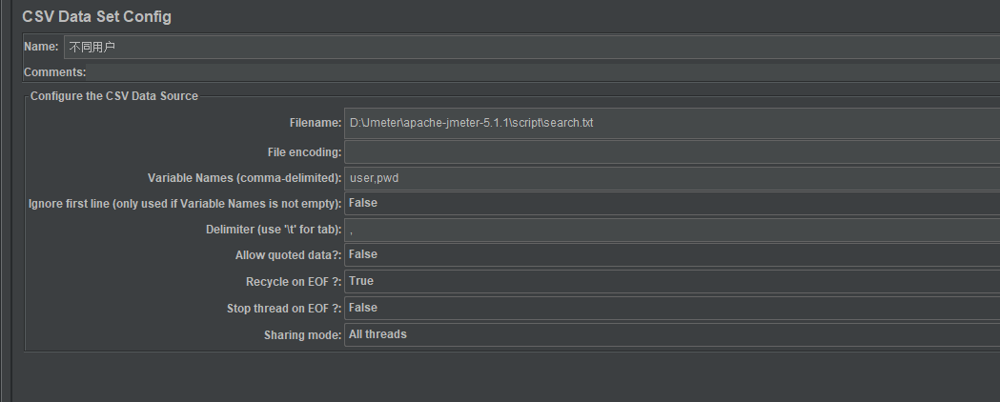 CSV Data Set Config
Name: 不同用户
Comments:
Configure the CSV Data Source
Filename: D:\Jmeter\apache-jmeter-5.1.1\script\search.txt
File encoding:
Variable Names (comma-delimited): user,pwd
Ignore first line (only used if Variable Names is not empty): False
Delimiter (use '\t' for tab): ,
Allow quoted data?: False
Recycle on EOF ?: True
Stop thread on EOF ?: False
Sharing mode: All threads